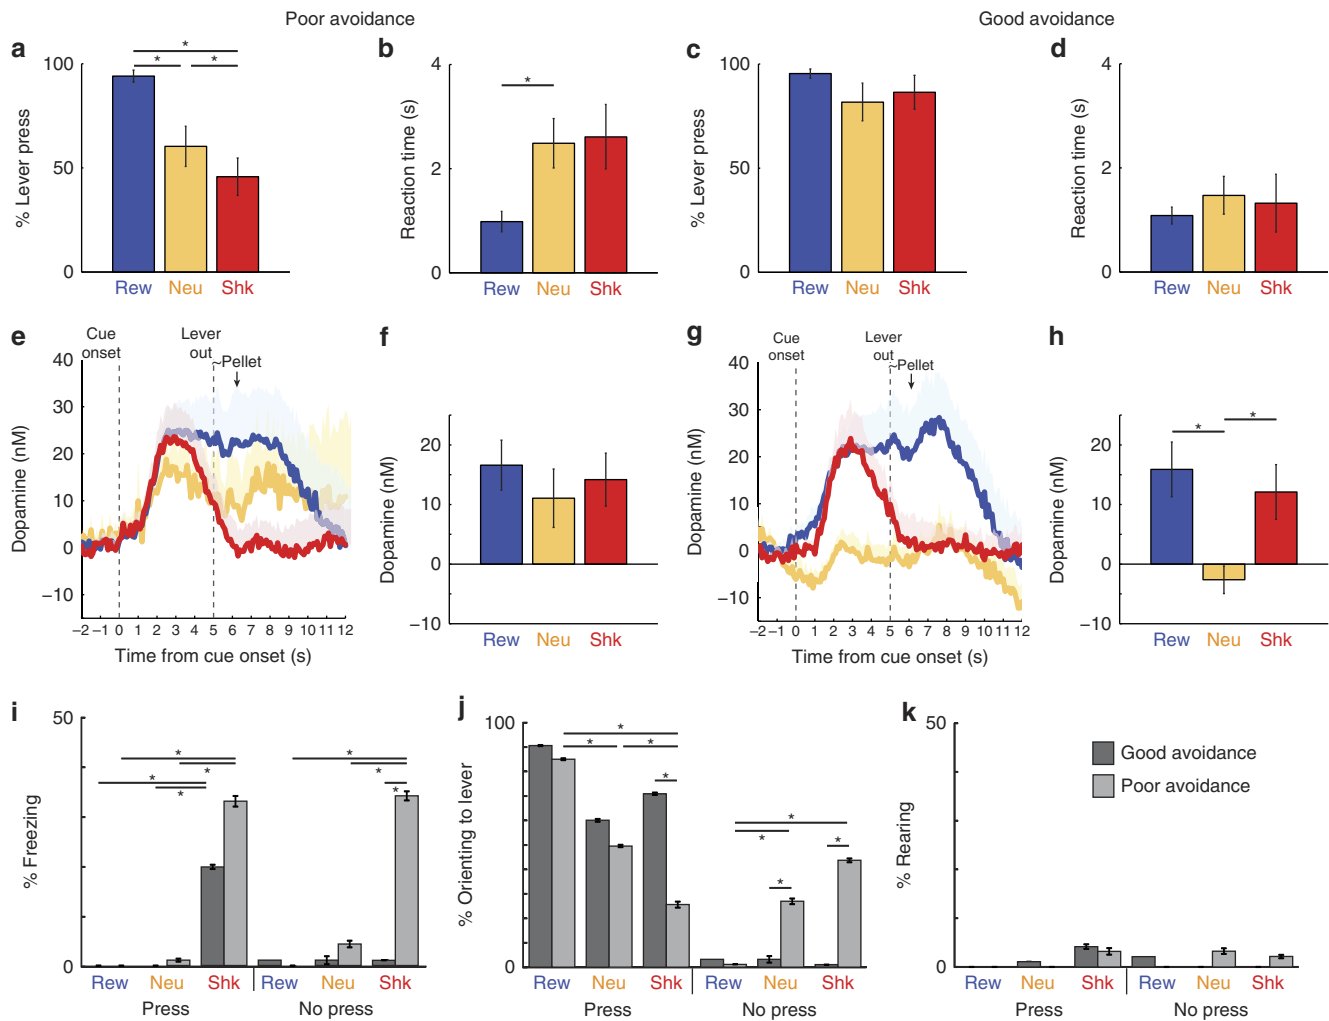 Poor avoidance
Good avoidance
a
b
c
d
% Lever press
100
50
0
Rew Neu Shk
* * *
Reaction time (s)
4
2
0
Rew Neu Shk
*
% Lever press
100
50
0
Rew Neu Shk
Reaction time (s)
4
2
0
Rew Neu Shk
e
f
g
h
Cue onset
Lever out
~Pellet
Dopamine (nM)
40
30
20
10
0
−10
−2 −1 0 1 2 3 4 5 6 7 8 9 10 11 12
Time from cue onset (s)
Dopamine (nM)
20
10
0
−10
Rew Neu Shk
Cue onset
Lever out
~Pellet
Dopamine (nM)
40
30
20
10
0
−10
−2 −1 0 1 2 3 4 5 6 7 8 9 10 11 12
Time from cue onset (s)
Dopamine (nM)
20
10
0
−10
Rew Neu Shk
* *
i
j
k
% Freezing
50
0
* * * * * * * *
Rew Neu Shk Rew Neu Shk
Press No press
% Orienting to lever
100
50
0
* * * * * * * *
Rew Neu Shk Rew Neu Shk
Press No press
% Rearing
50
0
Good avoidance
Poor avoidance
Rew Neu Shk Rew Neu Shk
Press No press